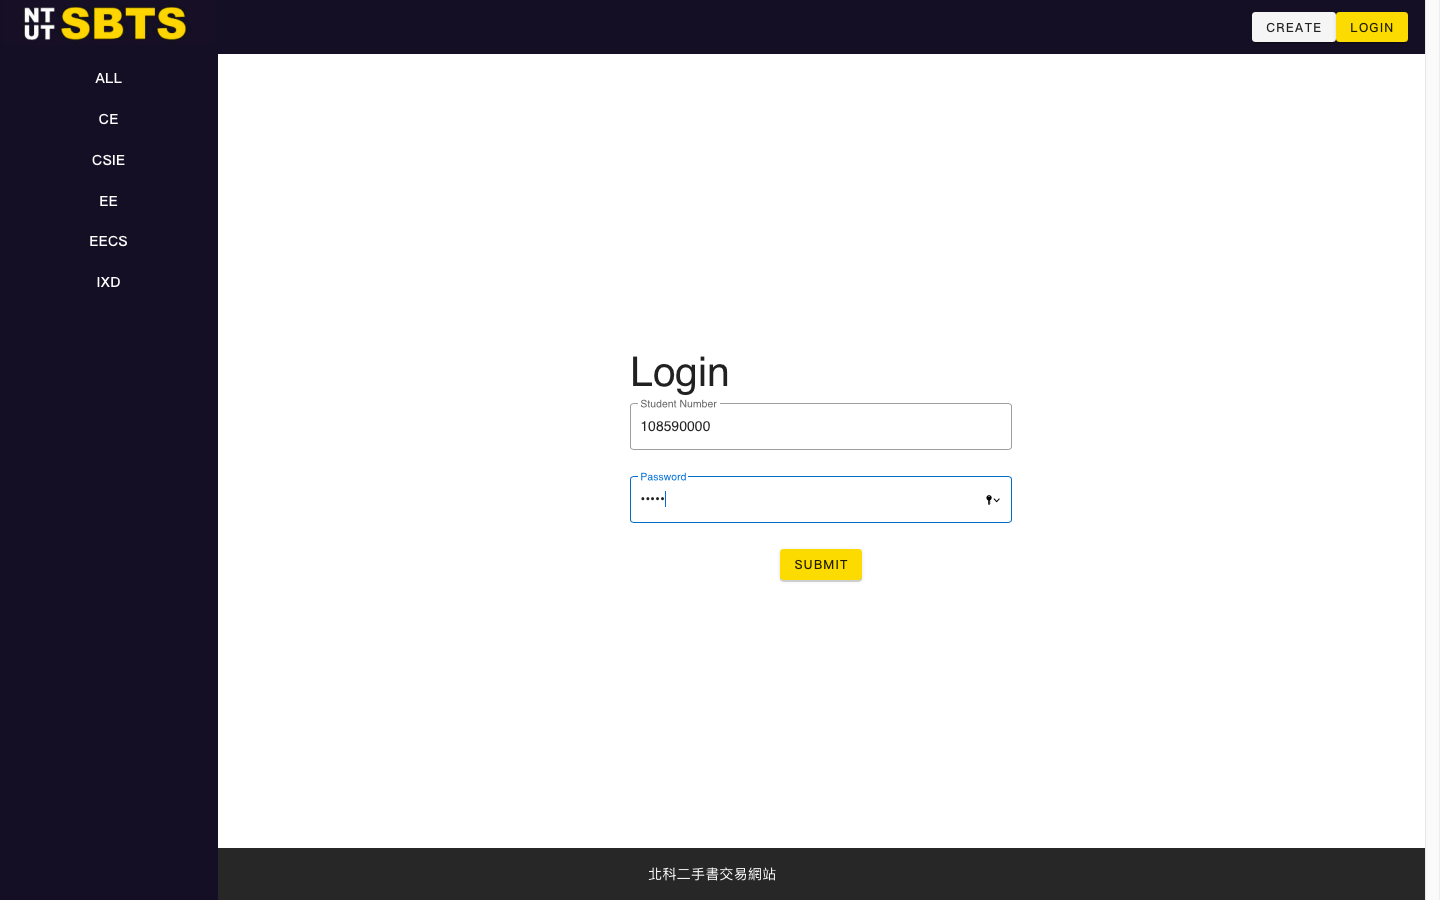 NT
UT SBTS
CREATE LOGIN
ALL
CE
CSIE
EE
EECS
IXD
Login
Student Number
108590000
Password
•••••
SUBMIT
北科二手書交易網站